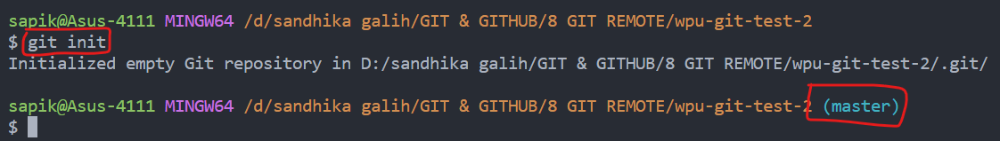 sapik@Asus-4111 MINGW64 /d/sandhika galih/GIT & GITHUB/8 GIT REMOTE/wpu-git-test-2
$ git init
Initialized empty Git repository in D:/sandhika galih/GIT & GITHUB/8 GIT REMOTE/wpu-git-test-2/.git/
sapik@Asus-4111 MINGW64 /d/sandhika galih/GIT & GITHUB/8 GIT REMOTE/wpu-git-test-2 (master)
$